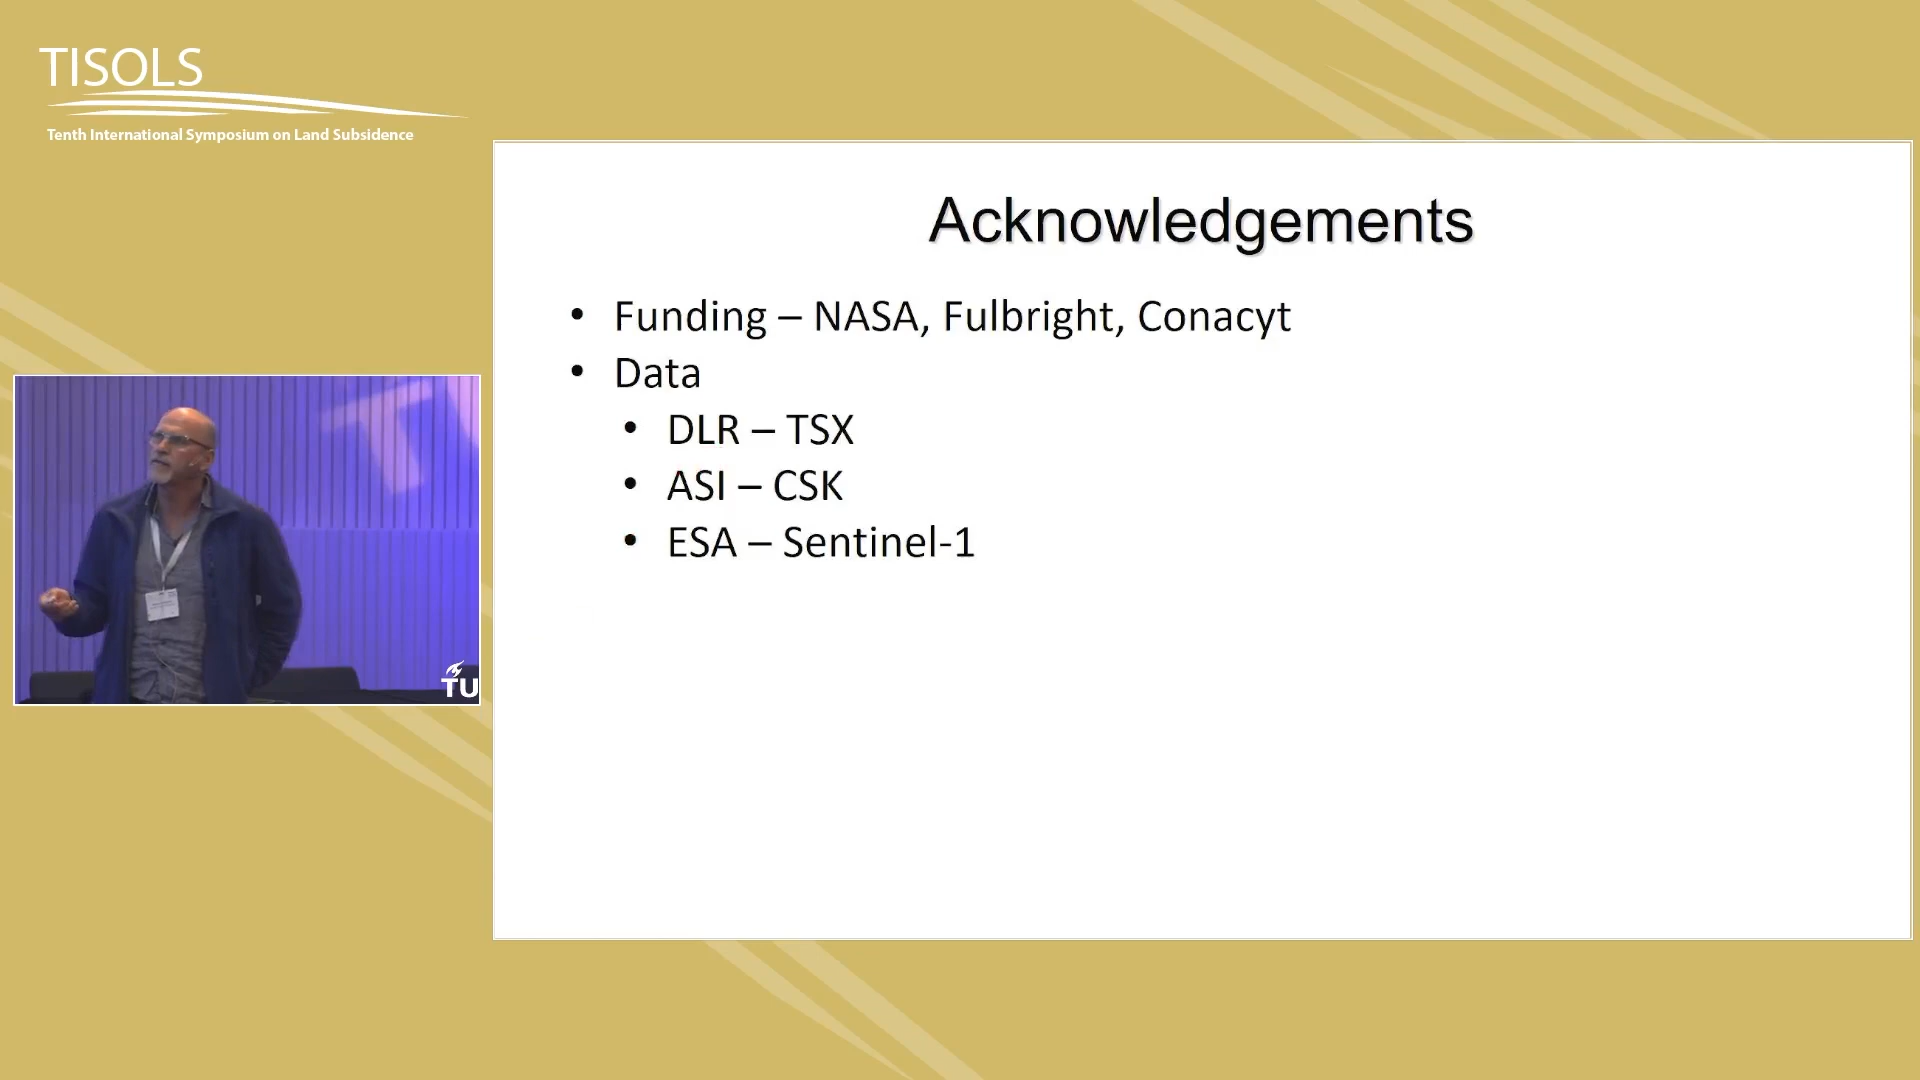 TISOLS
Tenth International Symposium on Land Subsidence
Acknowledgements
• Funding – NASA, Fulbright, Conacyt
• Data
• DLR – TSX
• ASI – CSK
• ESA – Sentinel-1
TU